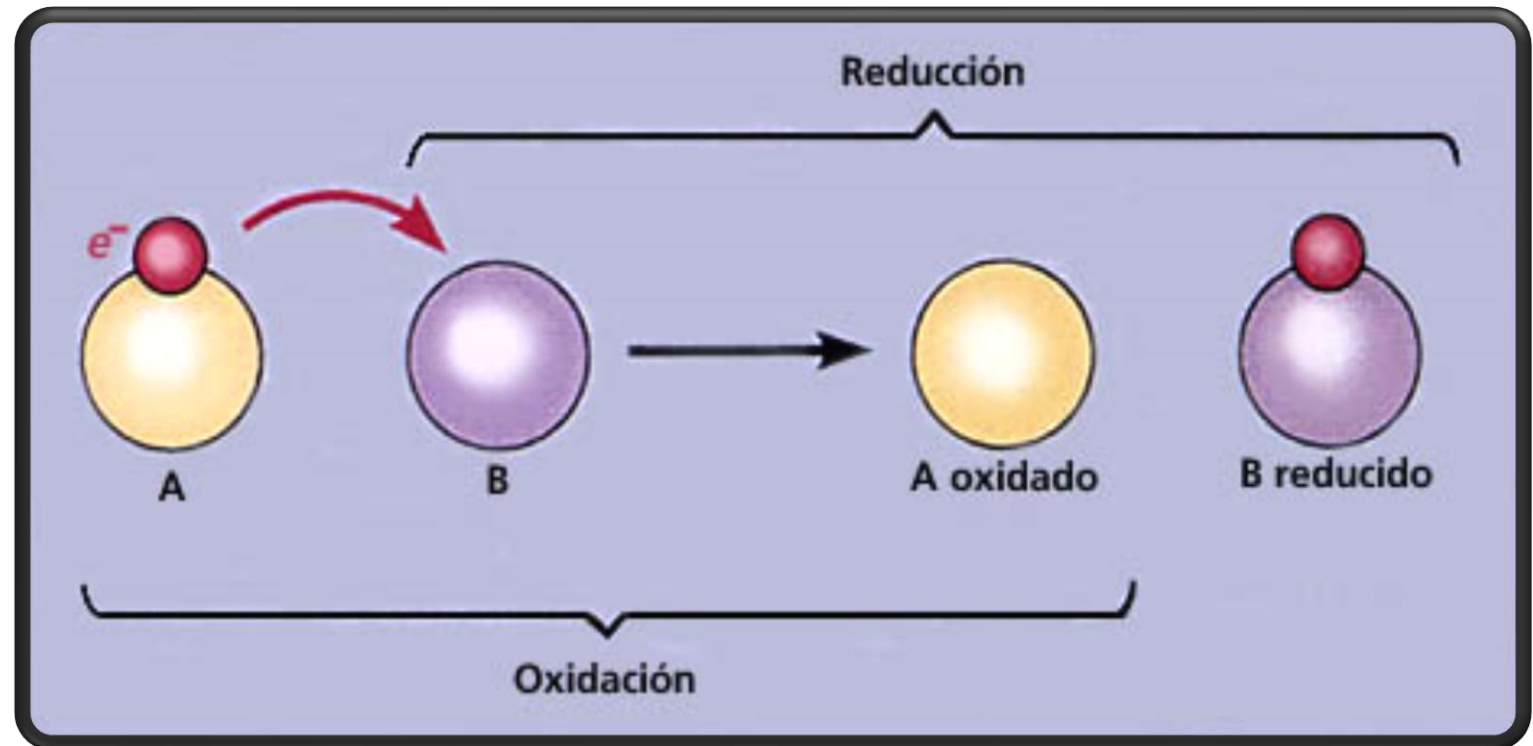 Reducción
e⁻
A
B
A oxidado
B reducido
Oxidación